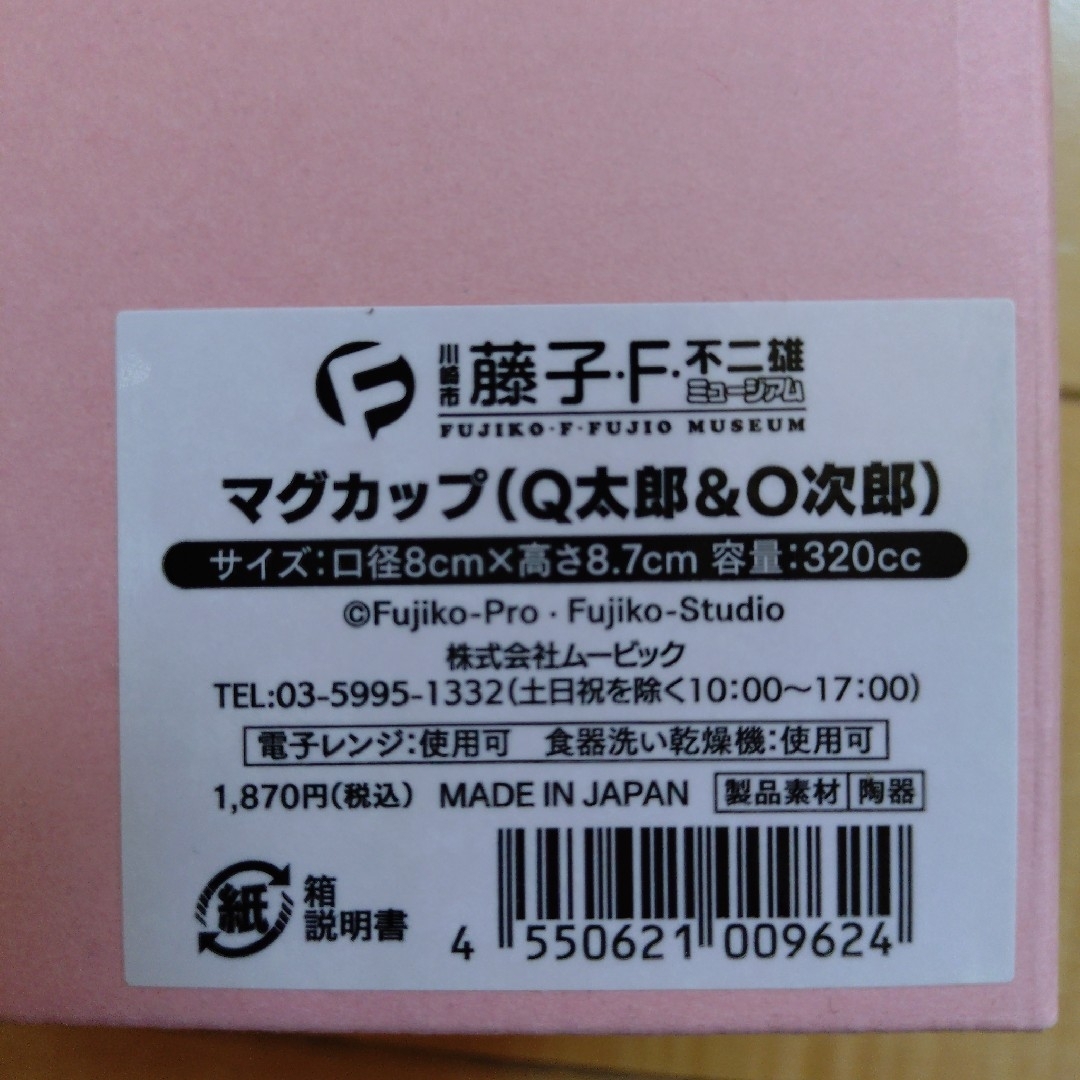 川崎市 藤子・F・不二雄 ミュージアム
FUJIKO・F・FUJIO MUSEUM
マグカップ(Q太郎&O次郎)
サイズ:口径8cm×高さ8.7cm 容量:320cc
©Fujiko-Pro・Fujiko-Studio
株式会社ムービック
TEL:03-5995-1332(土日祝を除く10:00〜17:00)
電子レンジ:使用可 食器洗い乾燥機:使用可
1,870円(税込) MADE IN JAPAN 製品素材 陶器
紙 箱
説明書
4 550621 009624